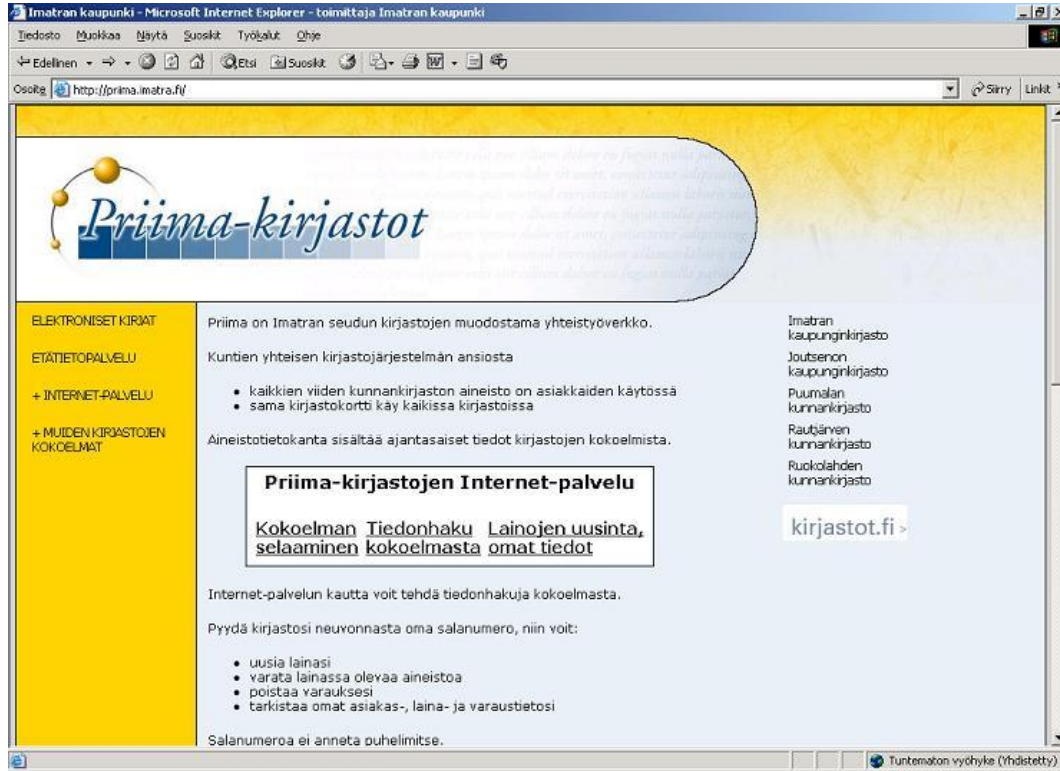 Imatran kaupunki - Microsoft Internet Explorer - toimittaja Imatran kaupunki
Tiedosto Muokkaa Näytä Suosikit Työkalut Ohje
Edellinen Etsi Suosikit
Osoite http://priima.imatra.fi/ Siirry Linkit
Priima-kirjastot
ELEKTRONISET KIRJAT
ETÄTIETOPALVELU
+ INTERNET-PALVELU
+ MUIDEN KIRJASTOJEN
KOKOELMAT
Priima on Imatran seudun kirjastojen muodostama yhteistyöverkko.
Kuntien yhteisen kirjastojärjestelmän ansiosta
• kaikkien viiden kunnankirjaston aineisto on asiakkaiden käytössä
• sama kirjastokortti käy kaikissa kirjastoissa
Aineistotietokanta sisältää ajantasaiset tiedot kirjastojen kokoelmista.
Priima-kirjastojen Internet-palvelu
Kokoelman Tiedonhaku Lainojen uusinta,
selaaminen kokoelmasta omat tiedot
Internet-palvelun kautta voit tehdä tiedonhakuja kokoelmasta.
Pyydä kirjastosi neuvonnasta oma salanumero, niin voit:
• uusia lainasi
• varata lainassa olevaa aineistoa
• poistaa varauksesi
• tarkistaa omat asiakas-, laina- ja varaustietosi
Salanumeroa ei anneta puhelimitse.
Imatran
kaupunginkirjasto
Joutsenon
kaupunginkirjasto
Puumalan
kunnankirjasto
Rautjärven
kunnankirjasto
Ruokolahden
kunnankirjasto
kirjastot.fi >
Tuntematon vyöhyke (Yhdistetty)